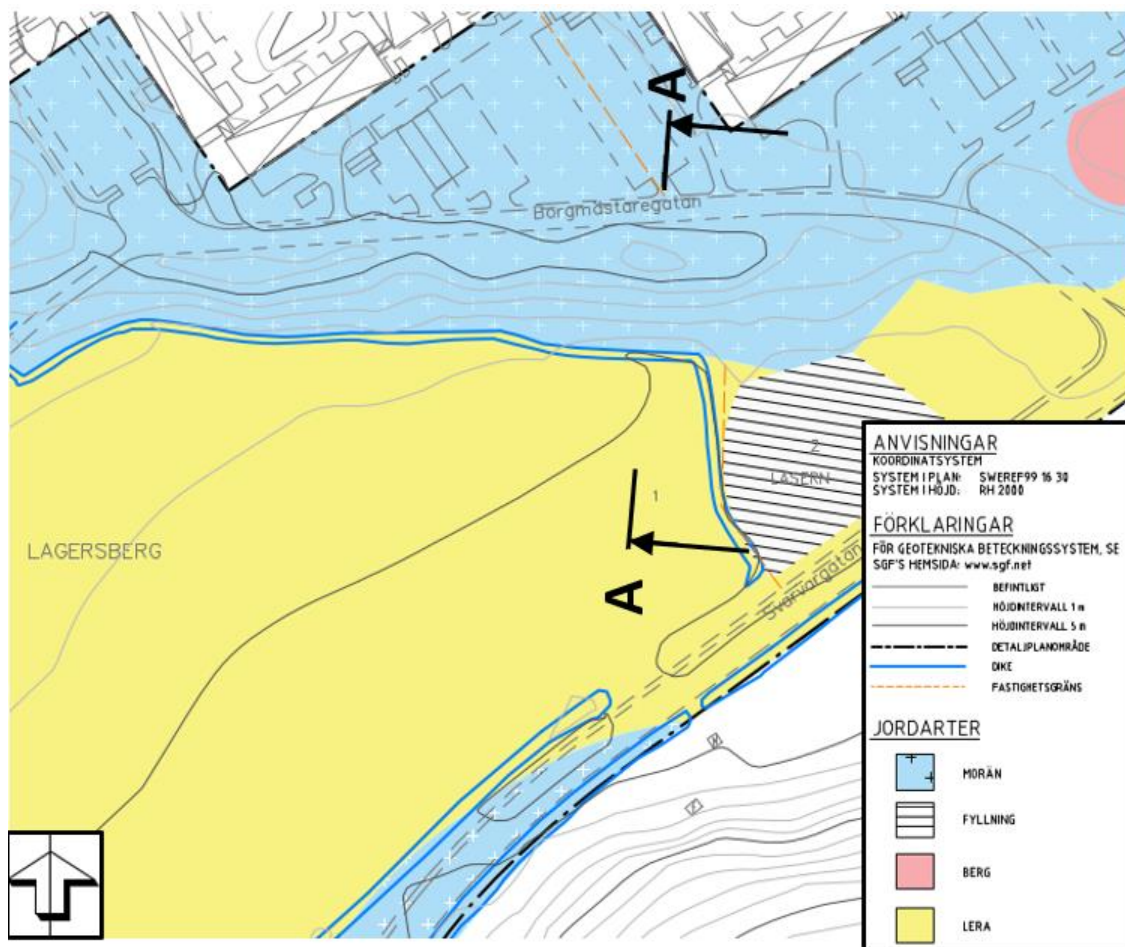 A
Borgmästaregatan
2
LASERN
1
LAGERSBERG
A
Svarvargatan
ANVISNINGAR
KOORDINATSYSTEM
SYSTEM I PLAN: SWEREF99 16 30
SYSTEM I HÖJD: RH 2000
FÖRKLARINGAR
FÖR GEOTEKNISKA BETECKNINGSSYSTEM, SE
SGF'S HEMSIDA: www.sgf.net
BEFINTLIGT
HÖJDINTERVALL 1 m
HÖJDINTERVALL 5 m
DETALJPLANOMRÅDE
DIKE
FASTIGHETSGRÄNS
JORDARTER
MORÄN
FYLLNING
BERG
LERA